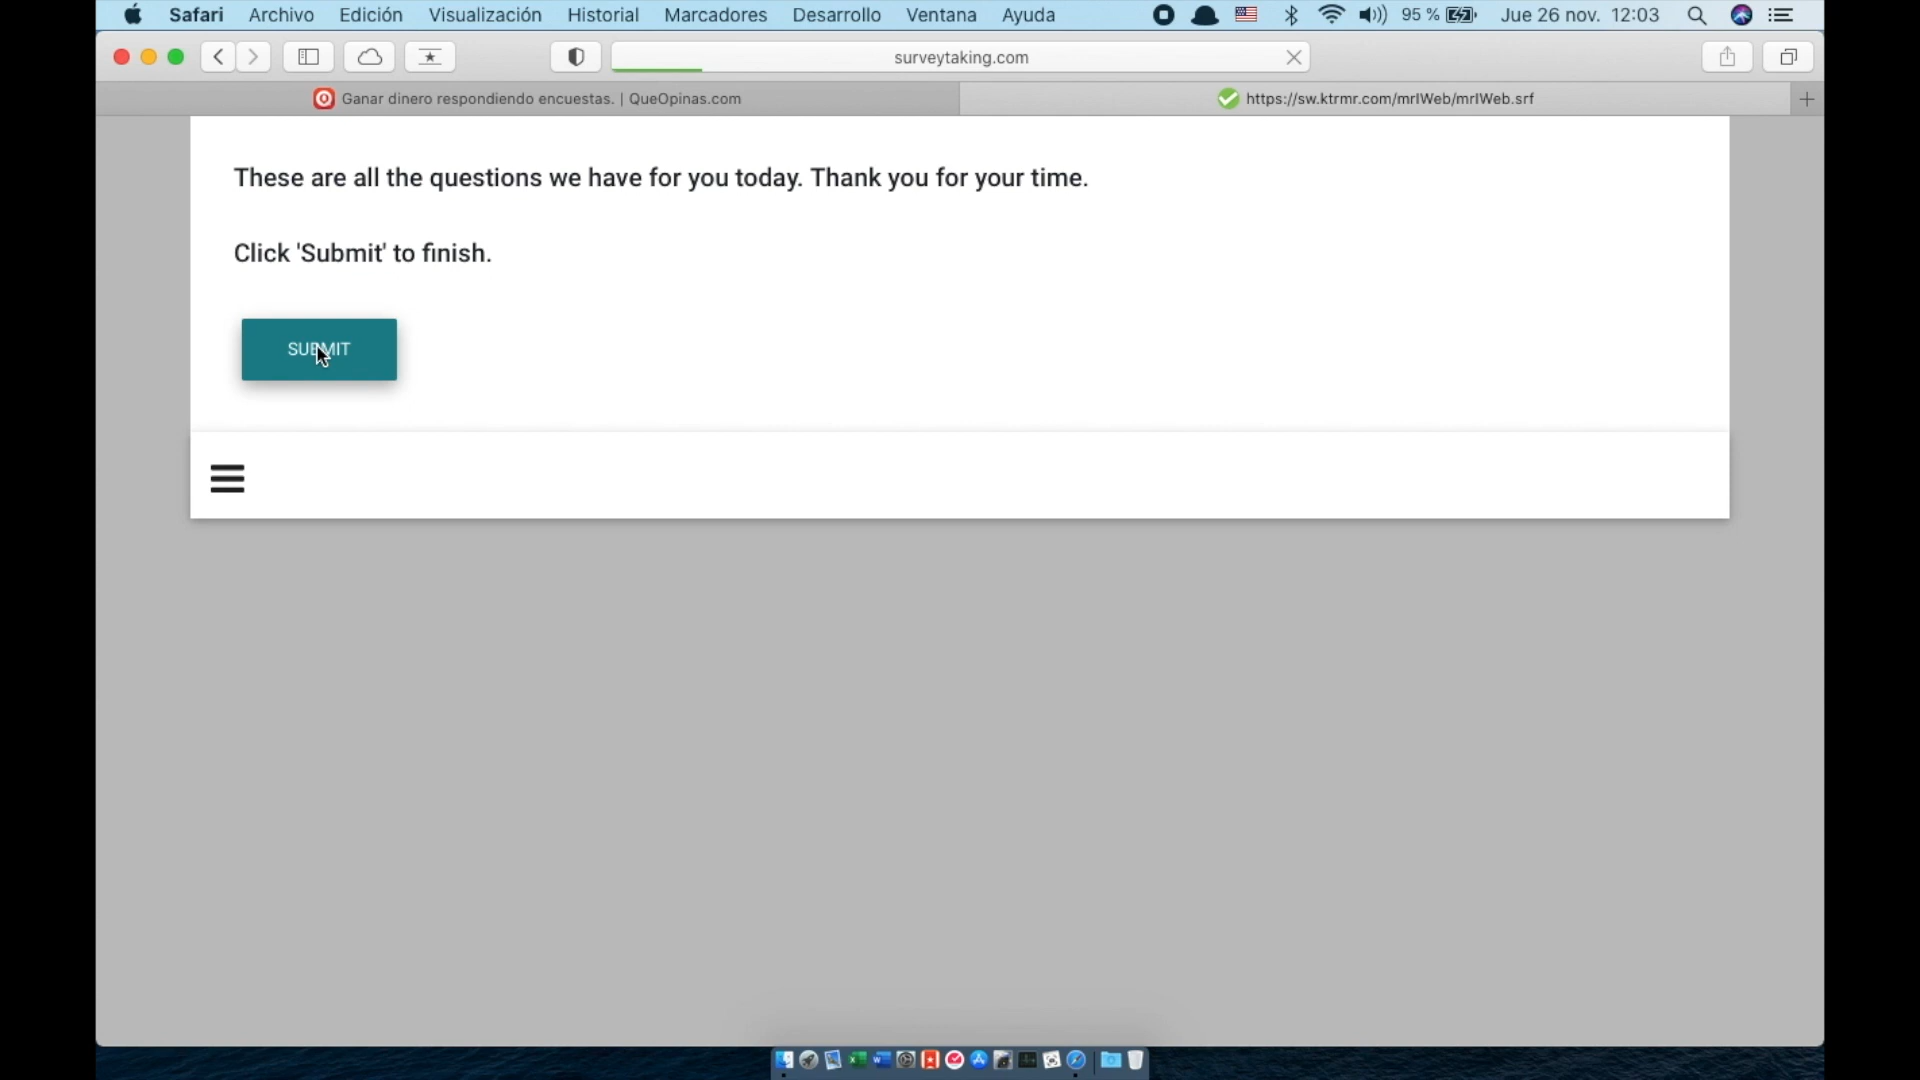 Safari Archivo Edición Visualización Historial Marcadores Desarrollo Ventana Ayuda 95 % Jue 26 nov. 12:03
surveytaking.com
Ganar dinero respondiendo encuestas. | QueOpinas.com https://sw.ktrmr.com/mrIWeb/mrIWeb.srf
These are all the questions we have for you today. Thank you for your time.
Click 'Submit' to finish.
SUBMIT